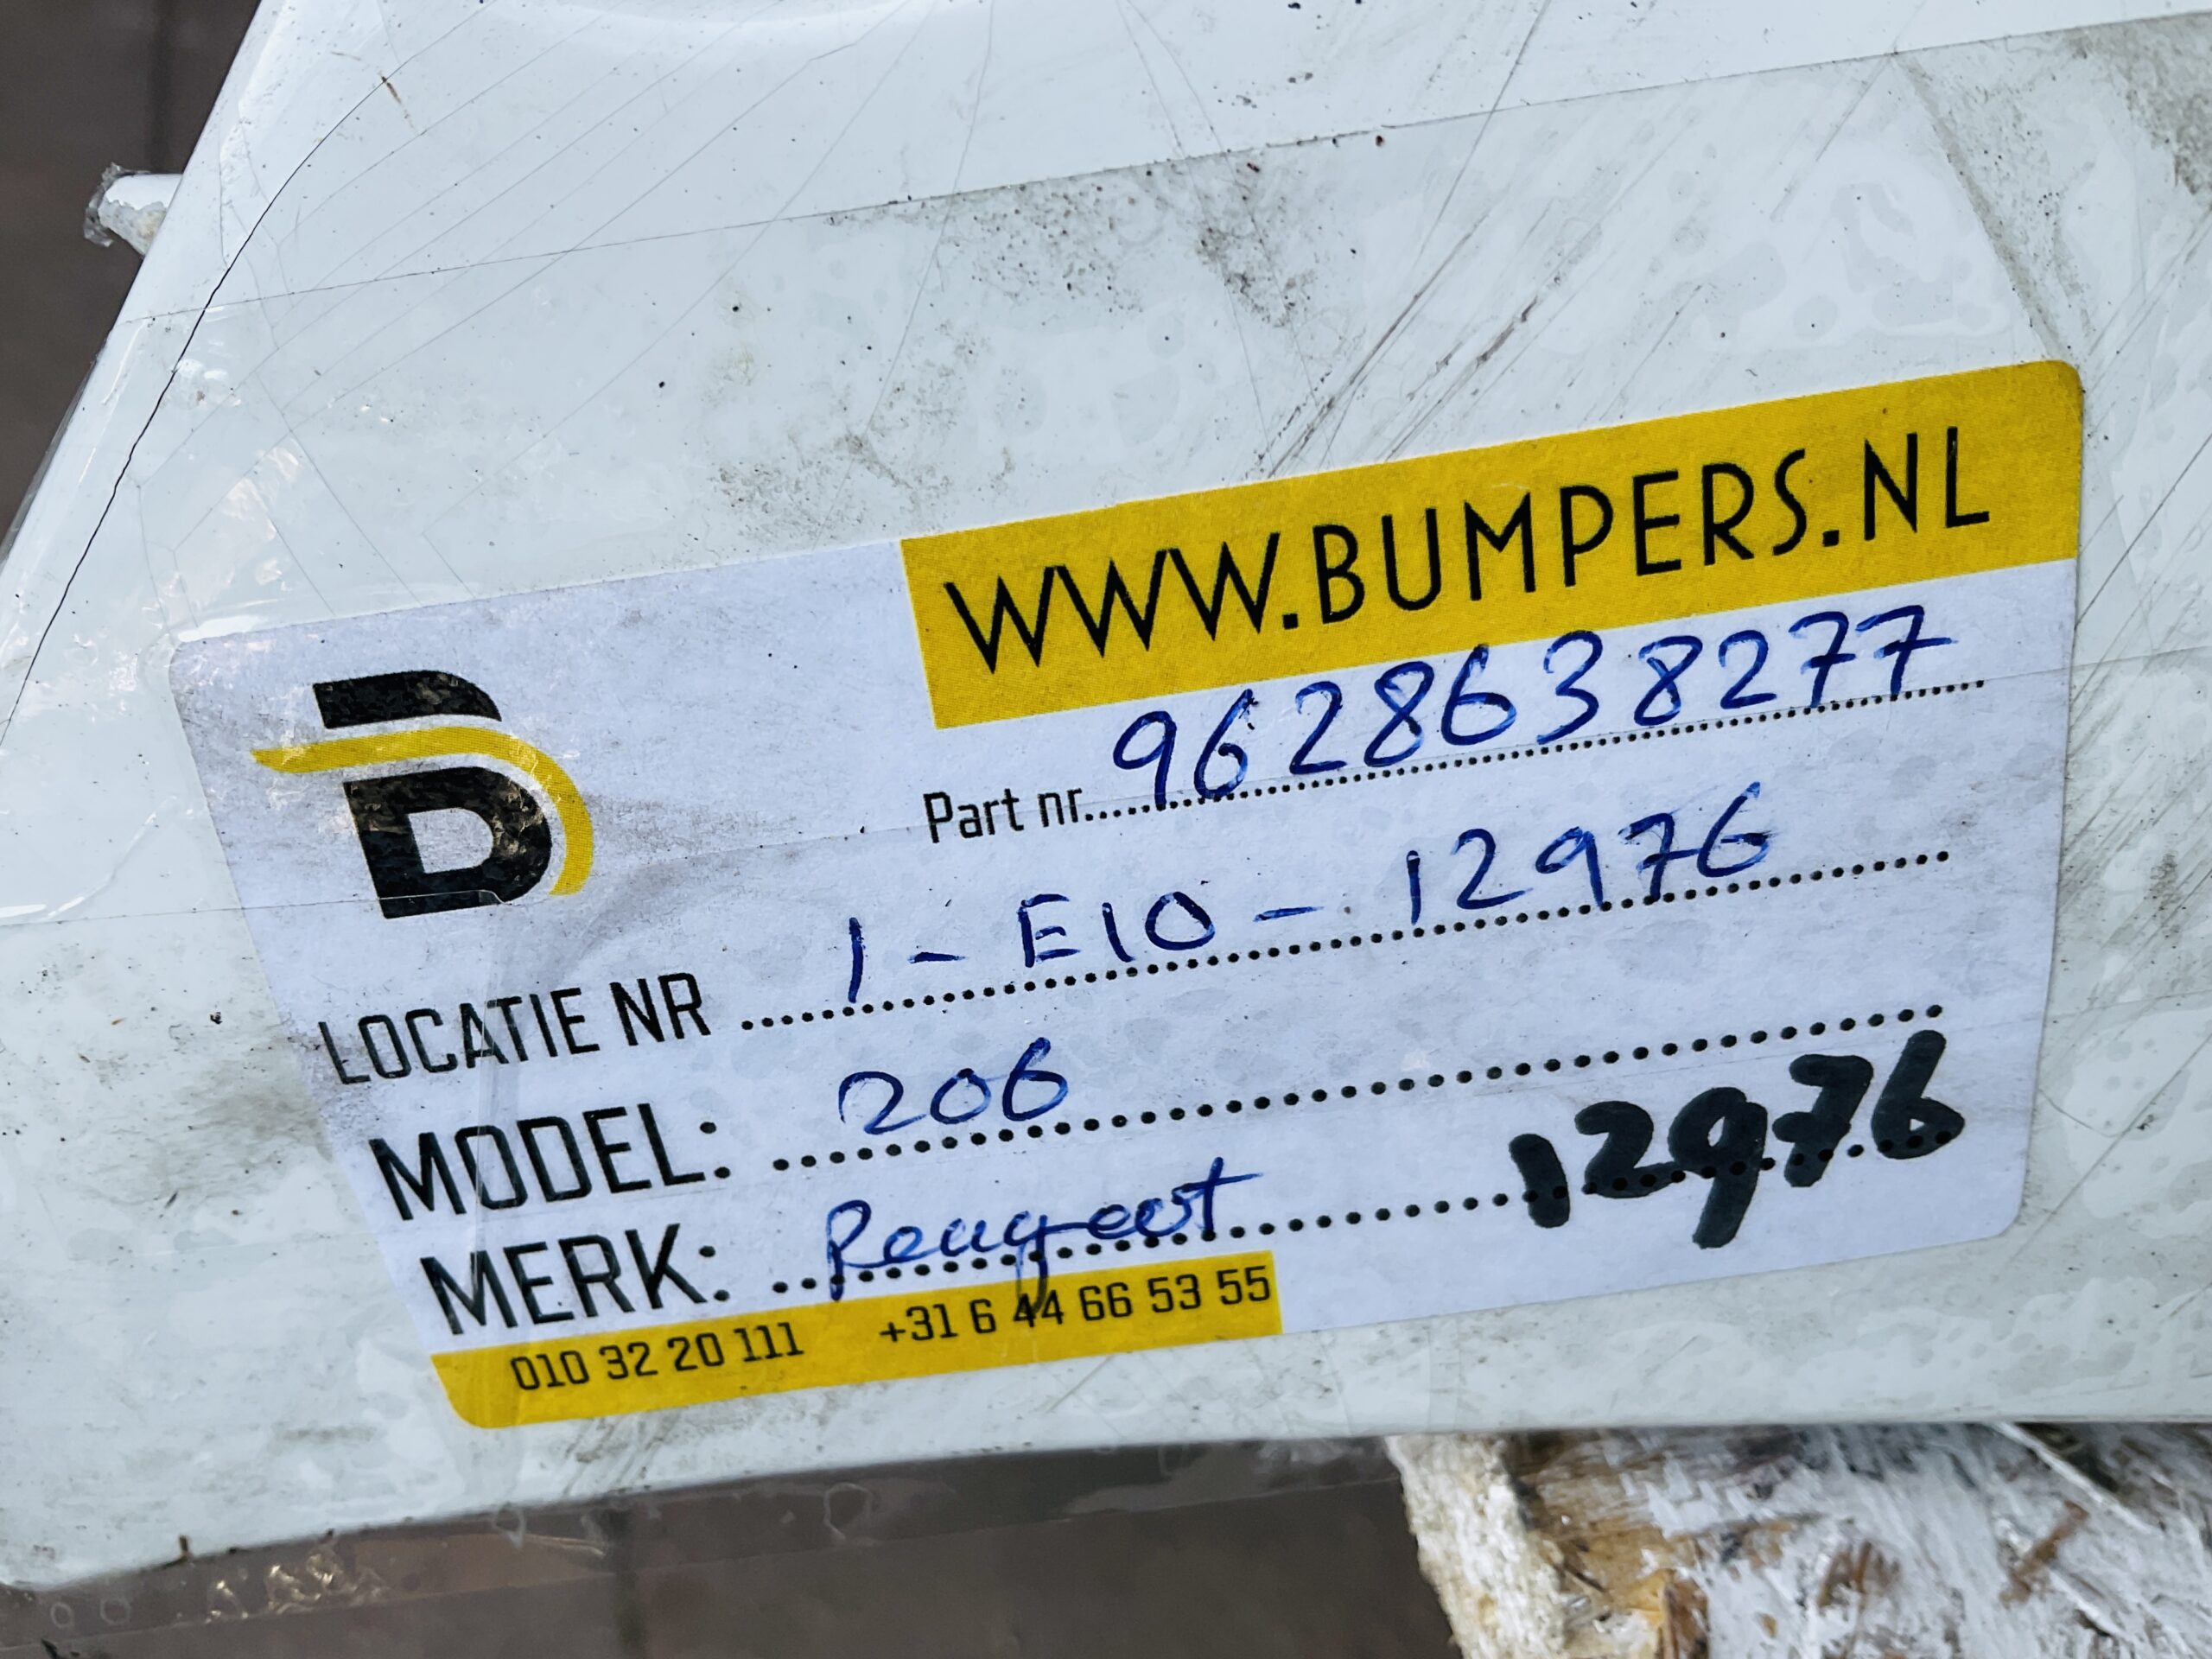 WWW.BUMPERS.NL
Part nr. 9628638277
LOCATIE NR 1 - E10 - 12976
MODEL: 206
MERK: Peugeot 12976
010 32 20 111 +31 6 44 66 53 55